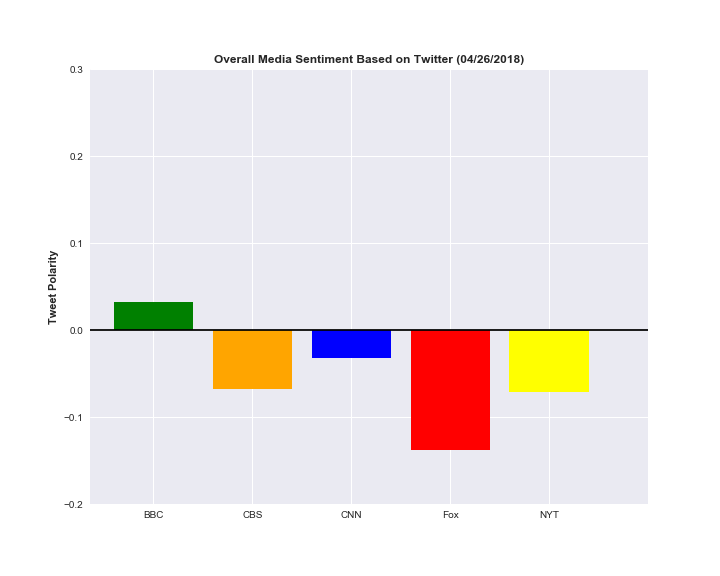 Overall Media Sentiment Based on Twitter (04/26/2018)
Tweet Polarity
0.3
0.2
0.1
0.0
−0.1
−0.2
BBC CBS CNN Fox NYT